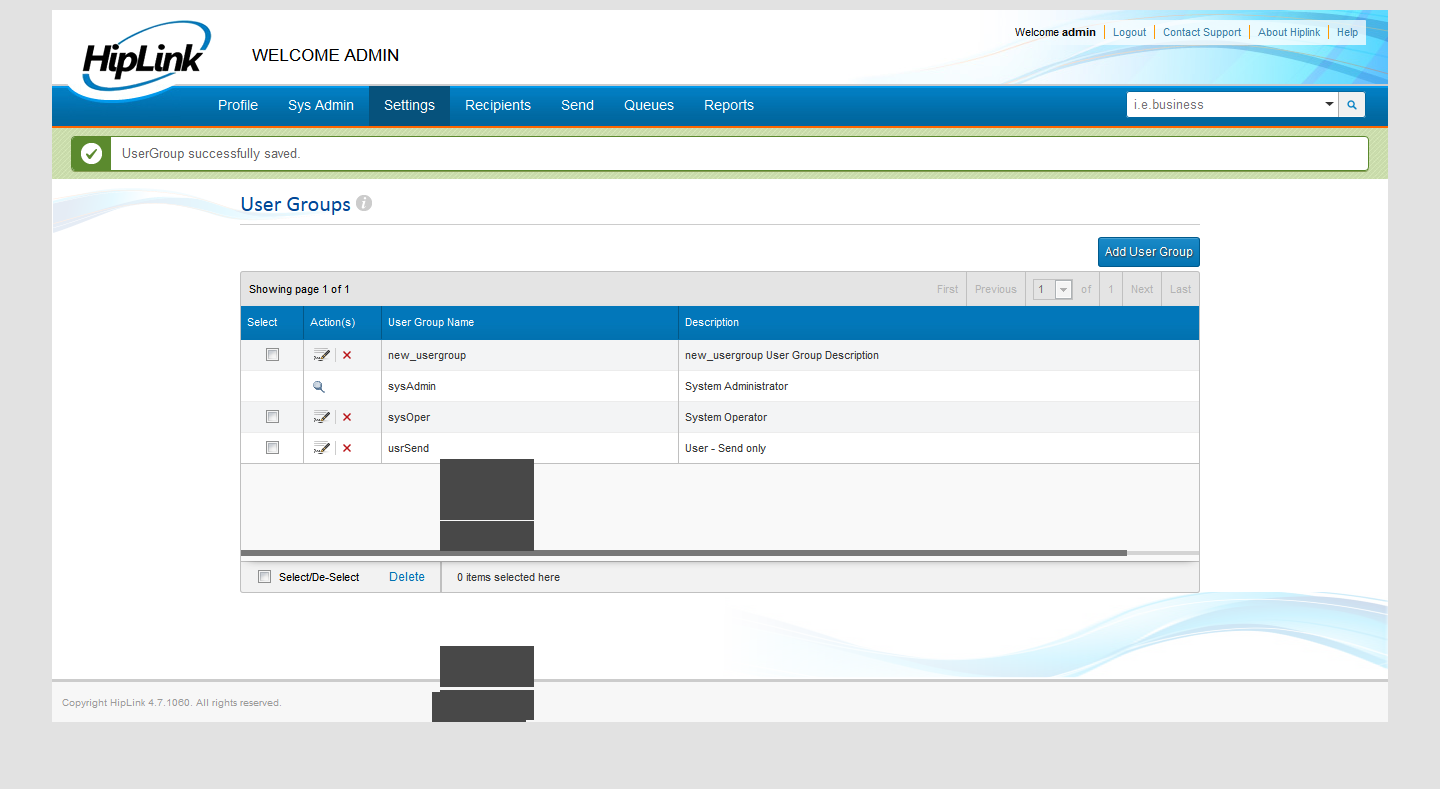 HipLink
WELCOME ADMIN
Welcome admin Logout Contact Support About Hiplink Help
Profile Sys Admin Settings Recipients Send Queues Reports
i.e.business
UserGroup successfully saved.
User Groups i
Add User Group
Showing page 1 of 1 First Previous 1 of 1 Next Last
Select Action(s) User Group Name Description
new_usergroup new_usergroup User Group Description
sysAdmin System Administrator
sysOper System Operator
usrSend User - Send only
Select/De-Select Delete 0 items selected here
Copyright HipLink 4.7.1060. All rights reserved.